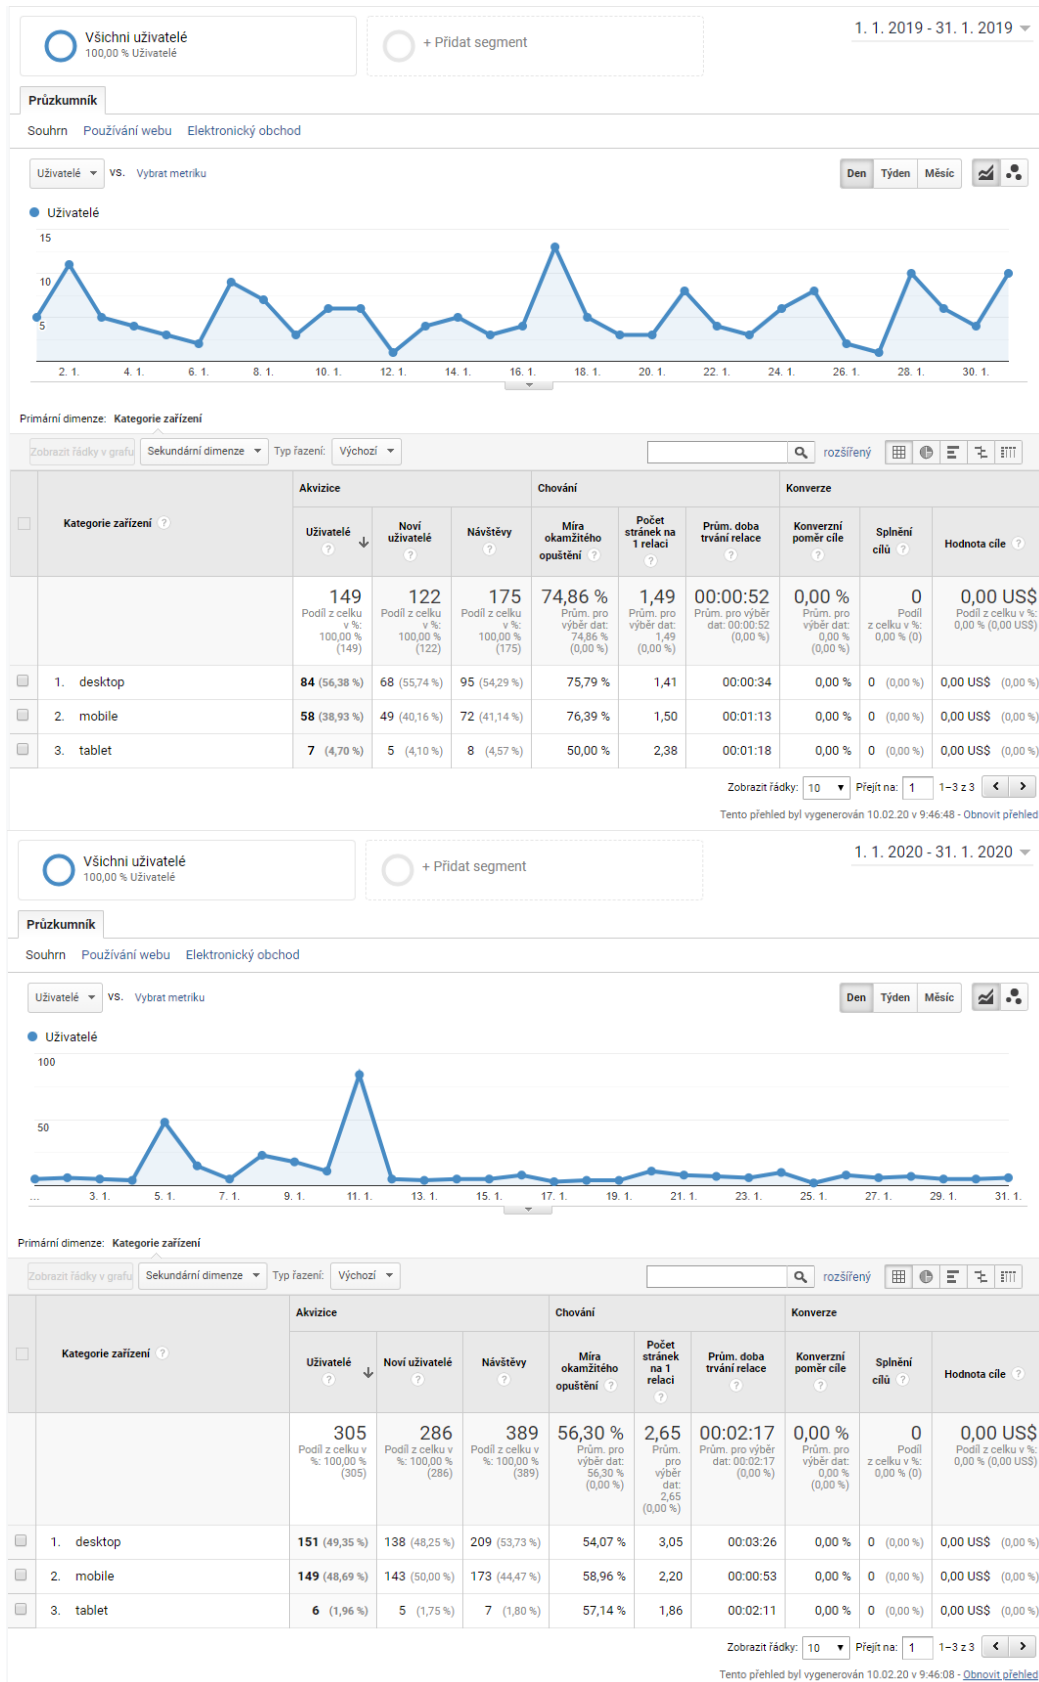 Všichni uživatelé
100,00 % Uživatelé
+ Přidat segment
1. 1. 2019 - 31. 1. 2019
Průzkumník
Souhrn Používání webu Elektronický obchod
Uživatelé vs. Vybrat metriku
Den Týden Měsíc
Uživatelé
15
10
5
2. 1. 4. 1. 6. 1. 8. 1. 10. 1. 12. 1. 14. 1. 16. 1. 18. 1. 20. 1. 22. 1. 24. 1. 26. 1. 28. 1. 30. 1.
Primární dimenze: Kategorie zařízení
Zobrazit řádky v grafu Sekundární dimenze Typ řazení: Výchozí rozšířený
Kategorie zařízení ?
Akvizice Chování Konverze
Uživatelé ?
Noví uživatelé ?
Návštěvy ?
Míra okamžitého opuštění ?
Počet stránek na 1 relaci ?
Prům. doba trvání relace ?
Konverzní poměr cíle ?
Splnění cílů ?
Hodnota cíle ?
149
Podíl z celku v %: 100,00 % (149)
122
Podíl z celku v %: 100,00 % (122)
175
Podíl z celku v %: 100,00 % (175)
74,86 %
Prům. pro výběr dat: 74,86 % (0,00 %)
1,49
Prům. pro výběr dat: 1,49 (0,00 %)
00:00:52
Prům. pro výběr dat: 00:00:52 (0,00 %)
0,00 %
Prům. pro výběr dat: 0,00 % (0,00 %)
0
Podíl z celku v %: 0,00 % (0)
0,00 US$
Podíl z celku v %: 0,00 % (0,00 US$)
1. desktop 84 (56,38 %) 68 (55,74 %) 95 (54,29 %) 75,79 % 1,41 00:00:34 0,00 % 0 (0,00 %) 0,00 US$ (0,00 %)
2. mobile 58 (38,93 %) 49 (40,16 %) 72 (41,14 %) 76,39 % 1,50 00:01:13 0,00 % 0 (0,00 %) 0,00 US$ (0,00 %)
3. tablet 7 (4,70 %) 5 (4,10 %) 8 (4,57 %) 50,00 % 2,38 00:01:18 0,00 % 0 (0,00 %) 0,00 US$ (0,00 %)
Zobrazit řádky: 10 Přejít na: 1 1–3 z 3
Tento přehled byl vygenerován 10.02.20 v 9:46:48 - Obnovit přehled
Všichni uživatelé
100,00 % Uživatelé
+ Přidat segment
1. 1. 2020 - 31. 1. 2020
Průzkumník
Souhrn Používání webu Elektronický obchod
Uživatelé vs. Vybrat metriku
Den Týden Měsíc
Uživatelé
100
50
... 3. 1. 5. 1. 7. 1. 9. 1. 11. 1. 13. 1. 15. 1. 17. 1. 19. 1. 21. 1. 23. 1. 25. 1. 27. 1. 29. 1. 31. 1.
Primární dimenze: Kategorie zařízení
Zobrazit řádky v grafu Sekundární dimenze Typ řazení: Výchozí rozšířený
Kategorie zařízení ?
Akvizice Chování Konverze
Uživatelé ?
Noví uživatelé ?
Návštěvy ?
Míra okamžitého opuštění ?
Počet stránek na 1 relaci ?
Prům. doba trvání relace ?
Konverzní poměr cíle ?
Splnění cílů ?
Hodnota cíle ?
305
Podíl z celku v %: 100,00 % (305)
286
Podíl z celku v %: 100,00 % (286)
389
Podíl z celku v %: 100,00 % (389)
56,30 %
Prům. pro výběr dat: 56,30 % (0,00 %)
2,65
Prům. pro výběr dat: 2,65 (0,00 %)
00:02:17
Prům. pro výběr dat: 00:02:17 (0,00 %)
0,00 %
Prům. pro výběr dat: 0,00 % (0,00 %)
0
Podíl z celku v %: 0,00 % (0)
0,00 US$
Podíl z celku v %: 0,00 % (0,00 US$)
1. desktop 151 (49,35 %) 138 (48,25 %) 209 (53,73 %) 54,07 % 3,05 00:03:26 0,00 % 0 (0,00 %) 0,00 US$ (0,00 %)
2. mobile 149 (48,69 %) 143 (50,00 %) 173 (44,47 %) 58,96 % 2,20 00:00:53 0,00 % 0 (0,00 %) 0,00 US$ (0,00 %)
3. tablet 6 (1,96 %) 5 (1,75 %) 7 (1,80 %) 57,14 % 1,86 00:02:11 0,00 % 0 (0,00 %) 0,00 US$ (0,00 %)
Zobrazit řádky: 10 Přejít na: 1 1–3 z 3
Tento přehled byl vygenerován 10.02.20 v 9:46:08 - Obnovit přehled